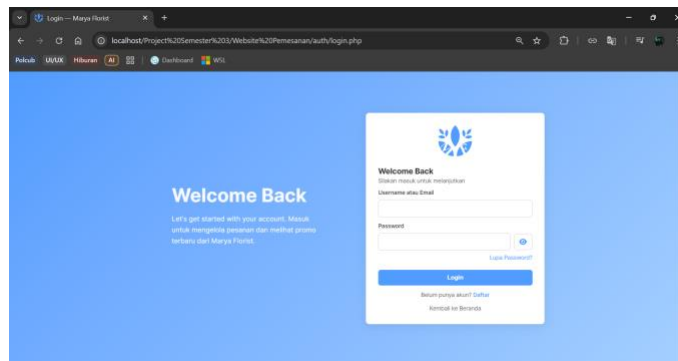 Login — Marya Florist
localhost/Project%20Semester%203/Website%20Pemesanan/auth/login.php
Polcub UI/UX Hiburan AI Dashboard WSL
Welcome Back
Let's get started with your account. Masuk
untuk mengelola pesanan dan melihat promo
terbaru dari Marya Florist.
Welcome Back
Silakan masuk untuk melanjutkan
Username atau Email
Password
Lupa Password?
Login
Belum punya akun? Daftar
Kembali ke Beranda